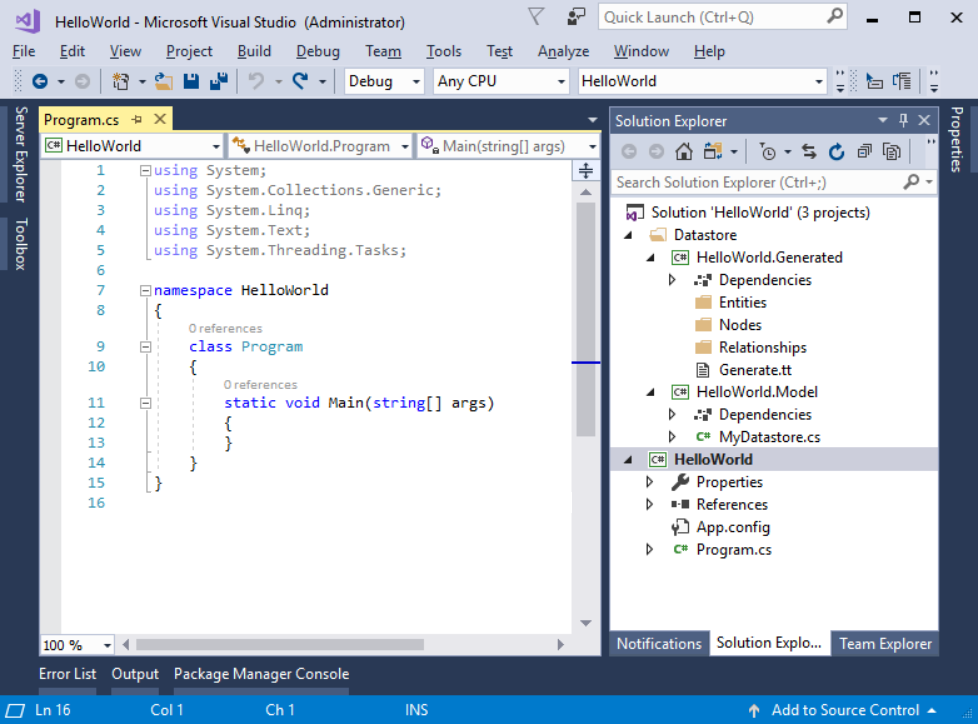 HelloWorld - Microsoft Visual Studio (Administrator)
Quick Launch (Ctrl+Q)
File Edit View Project Build Debug Team Tools Test Analyze Window Help
Debug Any CPU HelloWorld
Server Explorer
Toolbox
Program.cs
HelloWorld HelloWorld.Program Main(string[] args)
1 using System;
2 using System.Collections.Generic;
3 using System.Linq;
4 using System.Text;
5 using System.Threading.Tasks;
6
7 namespace HelloWorld
8 {
0 references
9 class Program
10 {
0 references
11 static void Main(string[] args)
12 {
13 }
14 }
15 }
16
100 %
Solution Explorer
Search Solution Explorer (Ctrl+;)
Solution 'HelloWorld' (3 projects)
Datastore
C# HelloWorld.Generated
Dependencies
Entities
Nodes
Relationships
Generate.tt
C# HelloWorld.Model
Dependencies
C# MyDatastore.cs
C# HelloWorld
Properties
References
App.config
C# Program.cs
Notifications Solution Explo... Team Explorer
Properties
Error List Output Package Manager Console
Ln 16 Col 1 Ch 1 INS Add to Source Control